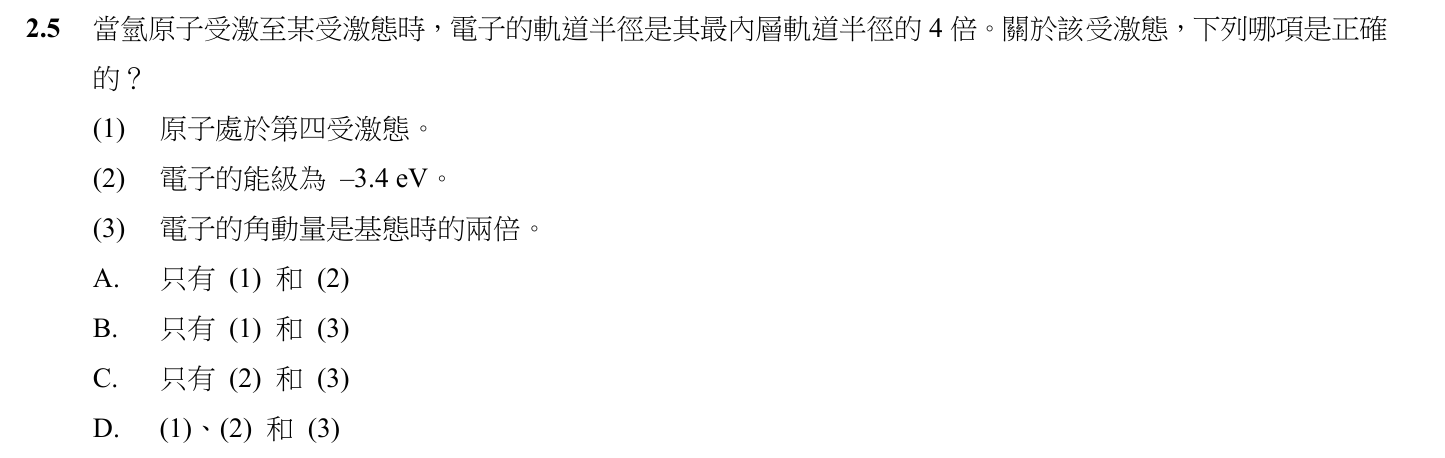 2.5 當氫原子受激至某受激態時，電子的軌道半徑是其最內層軌道半徑的 4 倍。關於該受激態，下列哪項是正確
的？
(1) 原子處於第四受激態。
(2) 電子的能級為 –3.4 eV。
(3) 電子的角動量是基態時的兩倍。
A. 只有 (1) 和 (2)
B. 只有 (1) 和 (3)
C. 只有 (2) 和 (3)
D. (1)、(2) 和 (3)